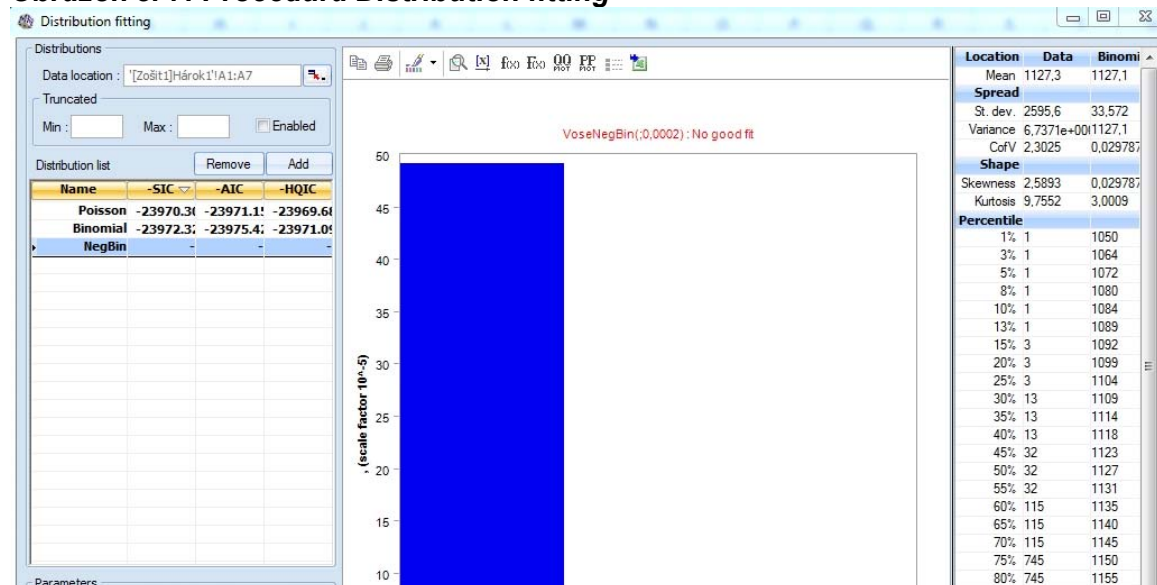 Distribution fitting
Distributions
Data location : '[Zošit1]Hárok1'!A1:A7
Truncated
Min : Max : Enabled
Distribution list Remove Add
Name -SIC -AIC -HQIC
Poisson -23970.3( -23971.1! -23969.6
Binomial -23972.3 -23975.4 -23971.0
NegBin - - -
Parameters
VoseNegBin(;0,0002) : No good fit
50
45
40
35
30
25
20
15
10
, (scale factor 10^-5)
Location Data Binomi
Mean 1127,3 1127,1
Spread
St. dev. 2595,6 33,572
Variance 6,7371e+00 1127,1
CofV 2,3025 0,029787
Shape
Skewness 2,5893 0,029787
Kurtosis 9,7552 3,0009
Percentile
1% 1 1050
3% 1 1064
5% 1 1072
8% 1 1080
10% 1 1084
13% 1 1089
15% 3 1092
20% 3 1099
25% 3 1104
30% 13 1109
35% 13 1114
40% 13 1118
45% 32 1123
50% 32 1127
55% 32 1131
60% 115 1135
65% 115 1140
70% 115 1145
75% 745 1150
80% 745 1155